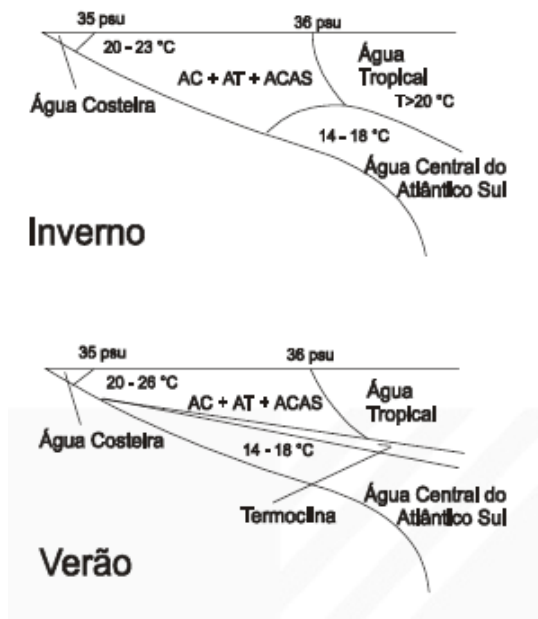 35 psu
36 psu
20 - 23 °C
Água
Tropical
AC + AT + ACAS
T>20 °C
Água Costeira
14 - 18 °C
Água Central do
Atlântico Sul
Inverno
35 psu
36 psu
20 - 26 °C
Água
Tropical
AC + AT + ACAS
Água Costeira
14 - 18 °C
Termoclina
Água Central do
Atlântico Sul
Verão